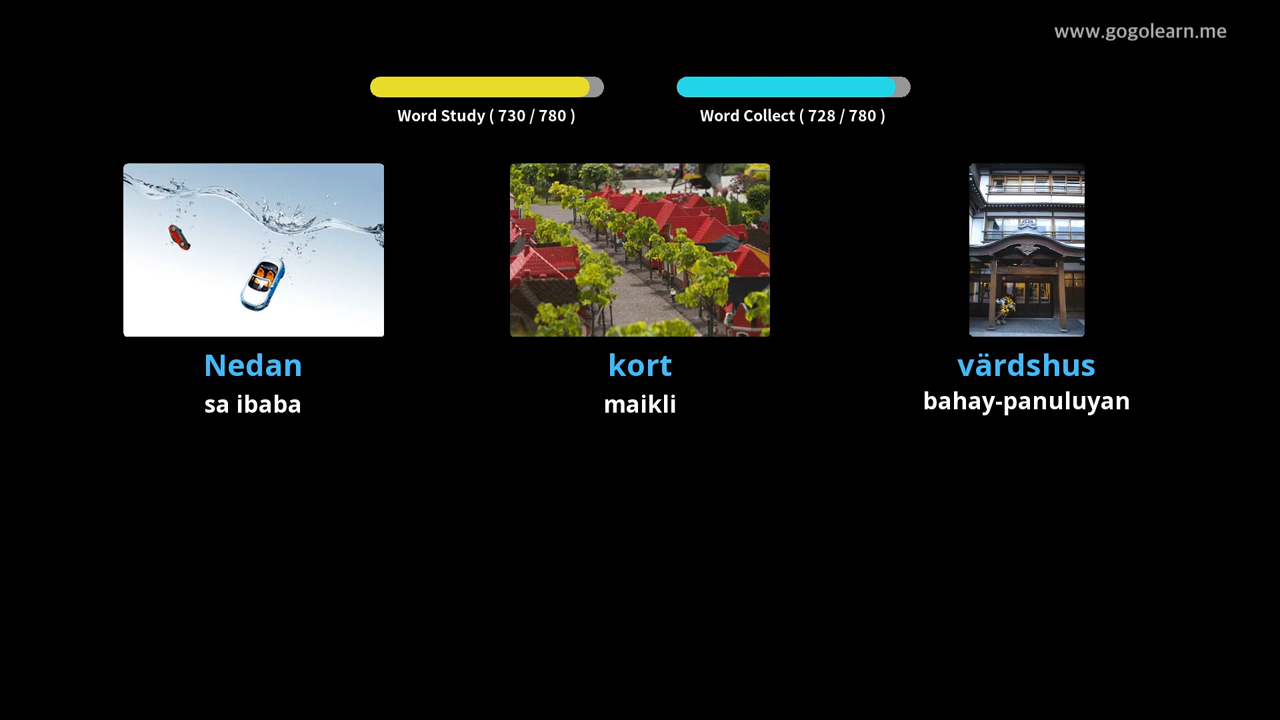 www.gogolearn.me
Word Study ( 730 / 780 )
Word Collect ( 728 / 780 )
Nedan
sa ibaba
kort
maikli
värdshus
bahay-panuluyan